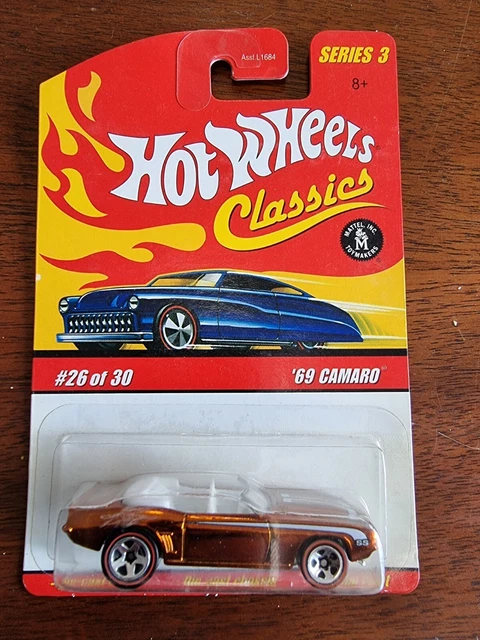 Asst.L1684
SERIES 3
8+
HOT WHEELS
Classics
MATTEL, INC.
M
TOYMAKERS
#26 of 30
'69 CAMARO
SS